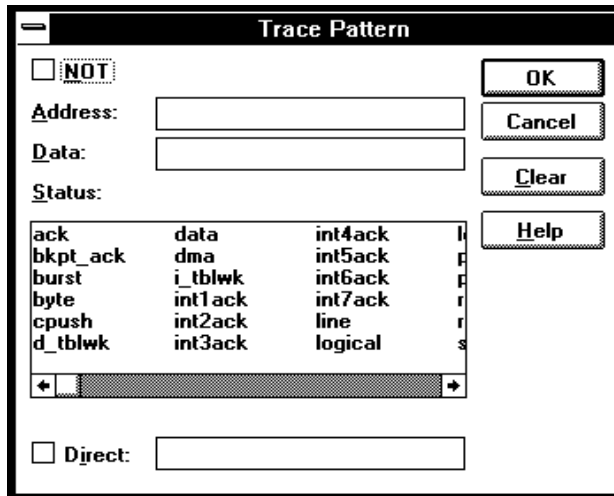 Trace Pattern
NOT
OK
Address:
Cancel
Data:
Clear
Status:
Help
ack data int4ack
bkpt_ack dma int5ack
burst i_tblwk int6ack
byte int1ack int7ack
cpush int2ack line
d_tblwk int3ack logical
Direct: